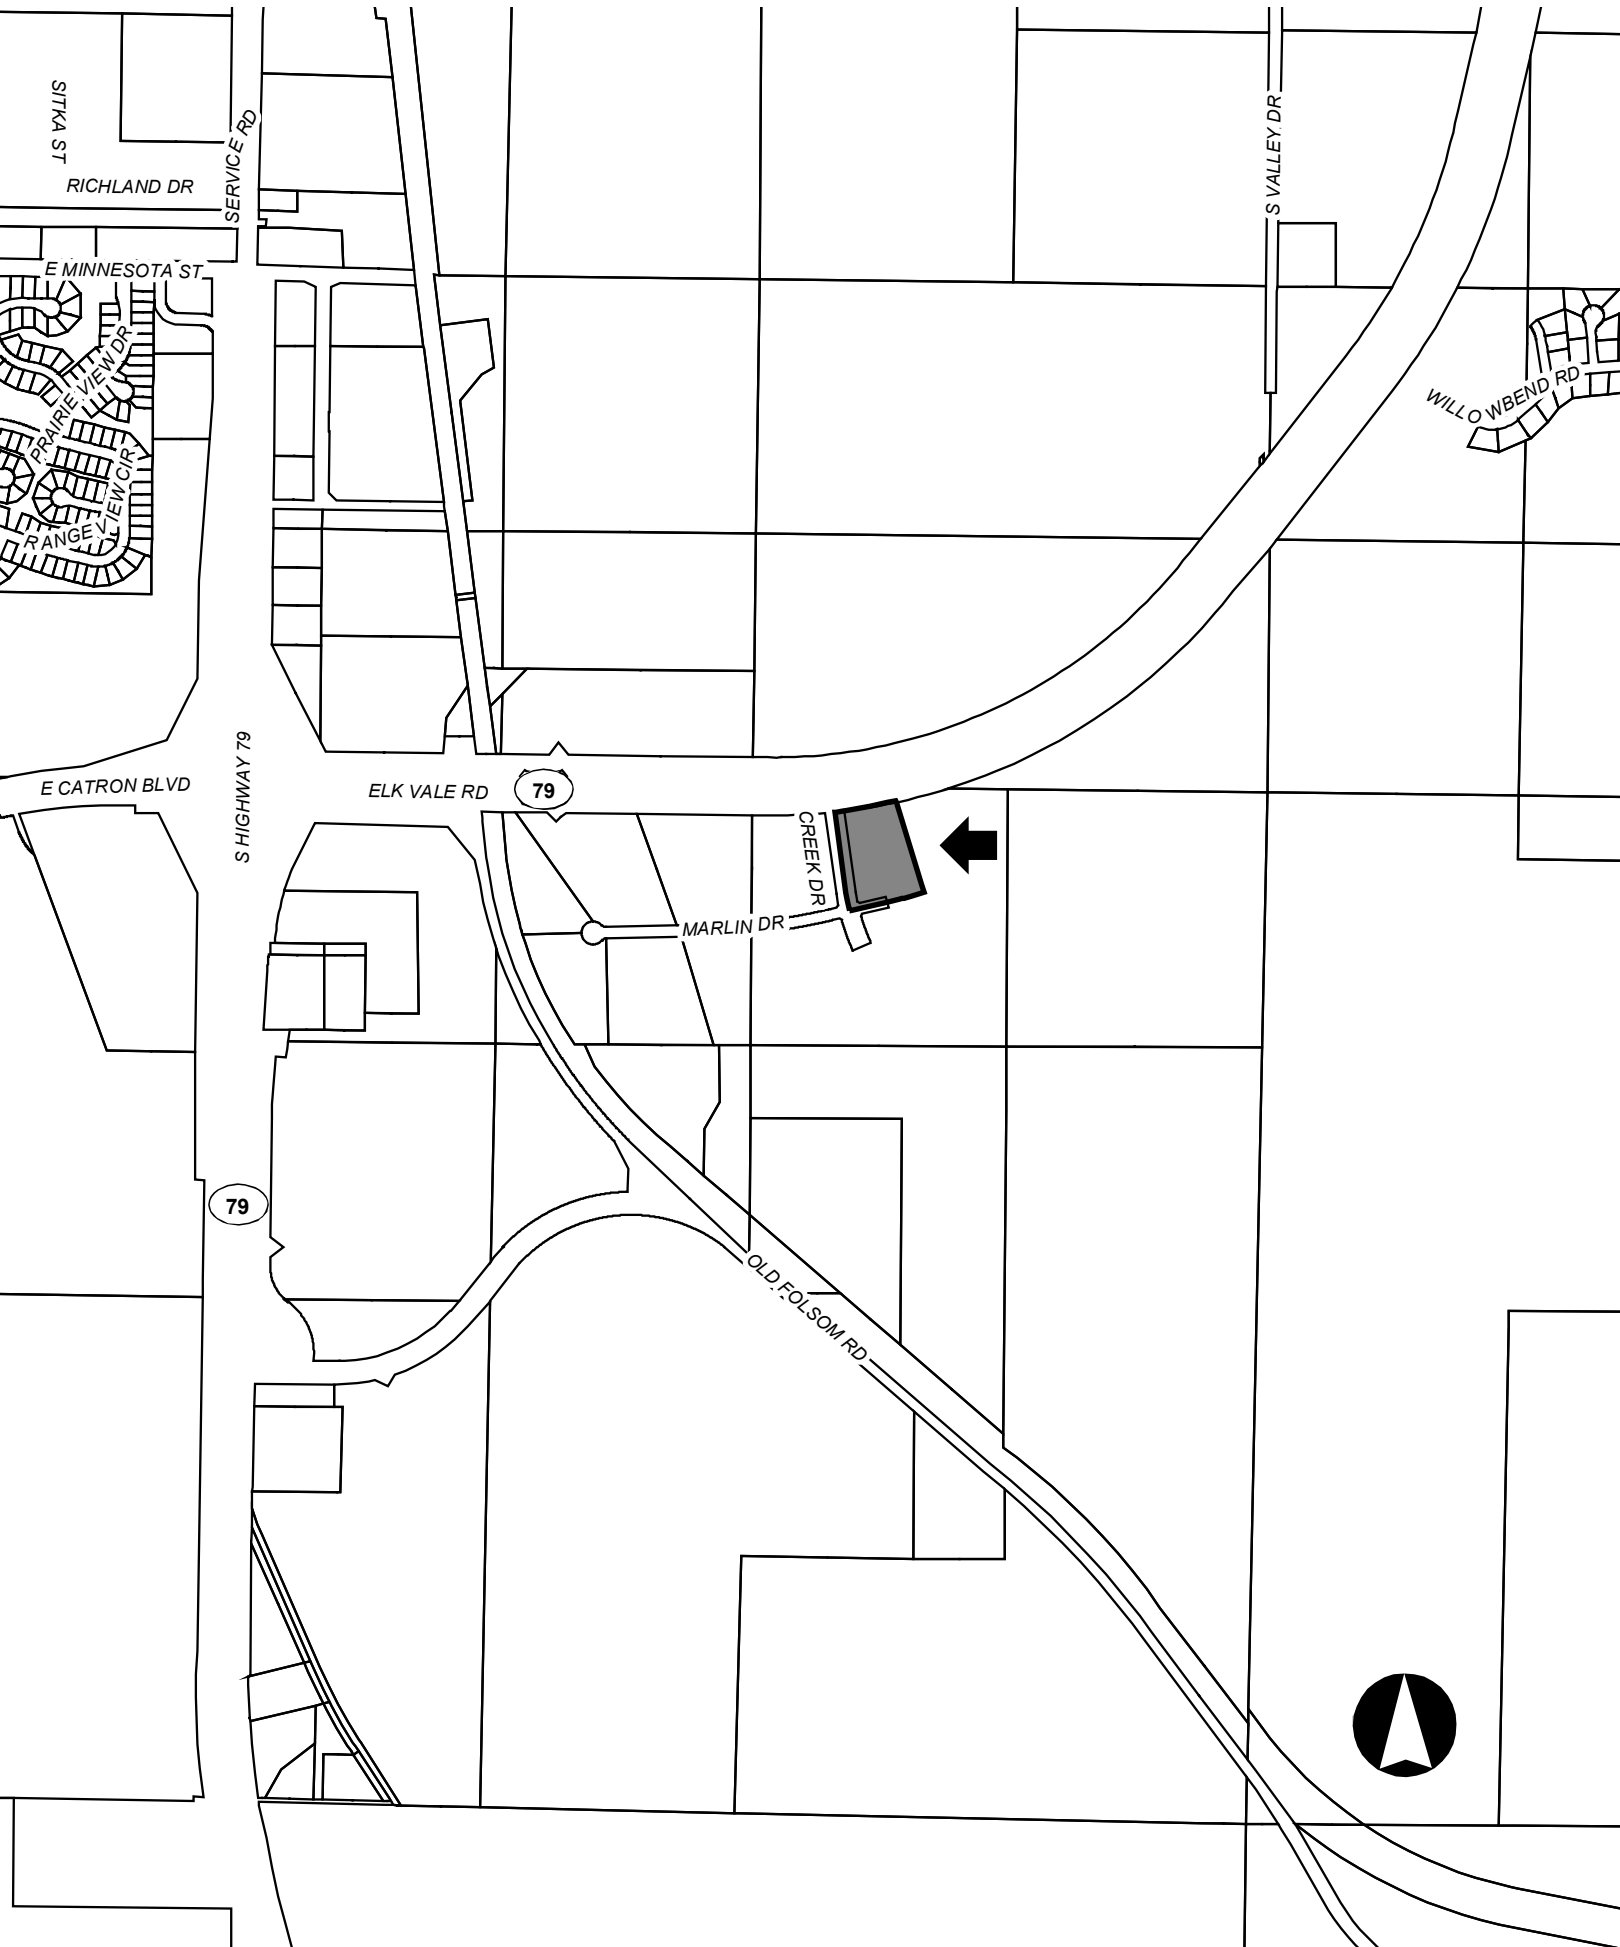 SITKA ST
RICHLAND DR
SERVICE RD
S VALLEY DR
E MINNESOTA ST
PRAIRIE VIEW DR
RANGE VIEW CIR
WILLOWBEND RD
E CATRON BLVD
S HIGHWAY 79
ELK VALE RD
79
CREEK DR
MARLIN DR
79
OLD FOLSOM RD